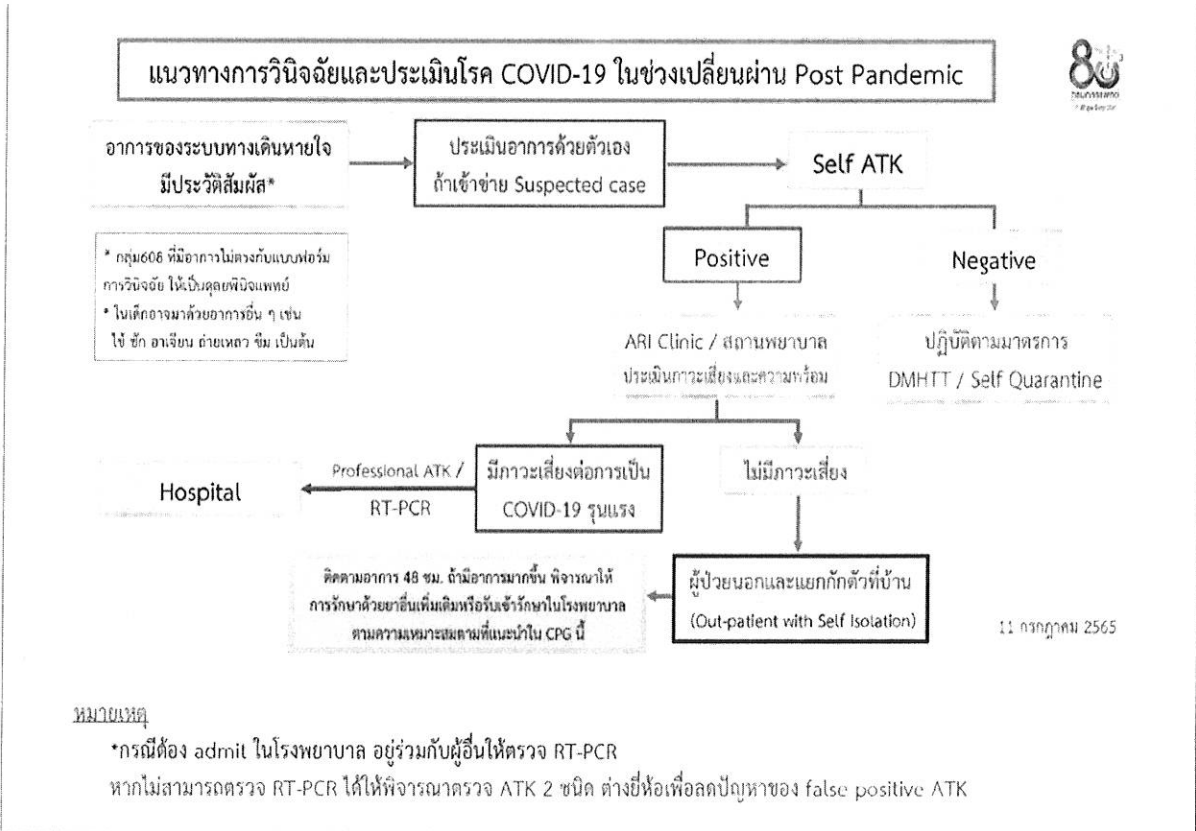 แนวทางการวินิจฉัยและประเมินโรค COVID-19 ในช่วงเปลี่ยนผ่าน Post Pandemic
8
กรมการแพทย์
อาการของระบบทางเดินหายใจ
มีประวัติสัมผัส*
ประเมินอาการด้วยตัวเอง
ถ้าเข้าข่าย Suspected case
Self ATK
* กลุ่ม608 ที่มีอาการไม่ตรงกับแบบฟอร์ม
การวินิจฉัย ให้เป็นดุลยพินิจแพทย์
* ในเด็กอาจมาด้วยอาการอื่น ๆ เช่น
ไข้ ชัก อาเจียน ถ่ายเหลว ซึม เป็นต้น
Positive
Negative
ARI Clinic / สถานพยาบาล
ประเมินภาวะเสี่ยงและความพร้อม
ปฏิบัติตามมาตรการ
DMHTT / Self Quarantine
Hospital
Professional ATK /
RT-PCR
มีภาวะเสี่ยงต่อการเป็น
COVID-19 รุนแรง
ไม่มีภาวะเสี่ยง
ติดตามอาการ 48 ชม. ถ้ามีอาการมากขึ้น พิจารณาให้
การรักษาด้วยยาอื่นเพิ่มเติมหรือรับเข้ารักษาในโรงพยาบาล
ตามความเหมาะสมตามที่แนะนำใน CPG นี้
ผู้ป่วยนอกและแยกกักตัวที่บ้าน
(Out-patient with Self Isolation)
11 กรกฎาคม 2565
หมายเหตุ
*กรณีต้อง admit ในโรงพยาบาล อยู่ร่วมกับผู้อื่นให้ตรวจ RT-PCR
หากไม่สามารถตรวจ RT-PCR ได้ให้พิจารณาตรวจ ATK 2 ชนิด ต่างยี่ห้อเพื่อลดปัญหาของ false positive ATK